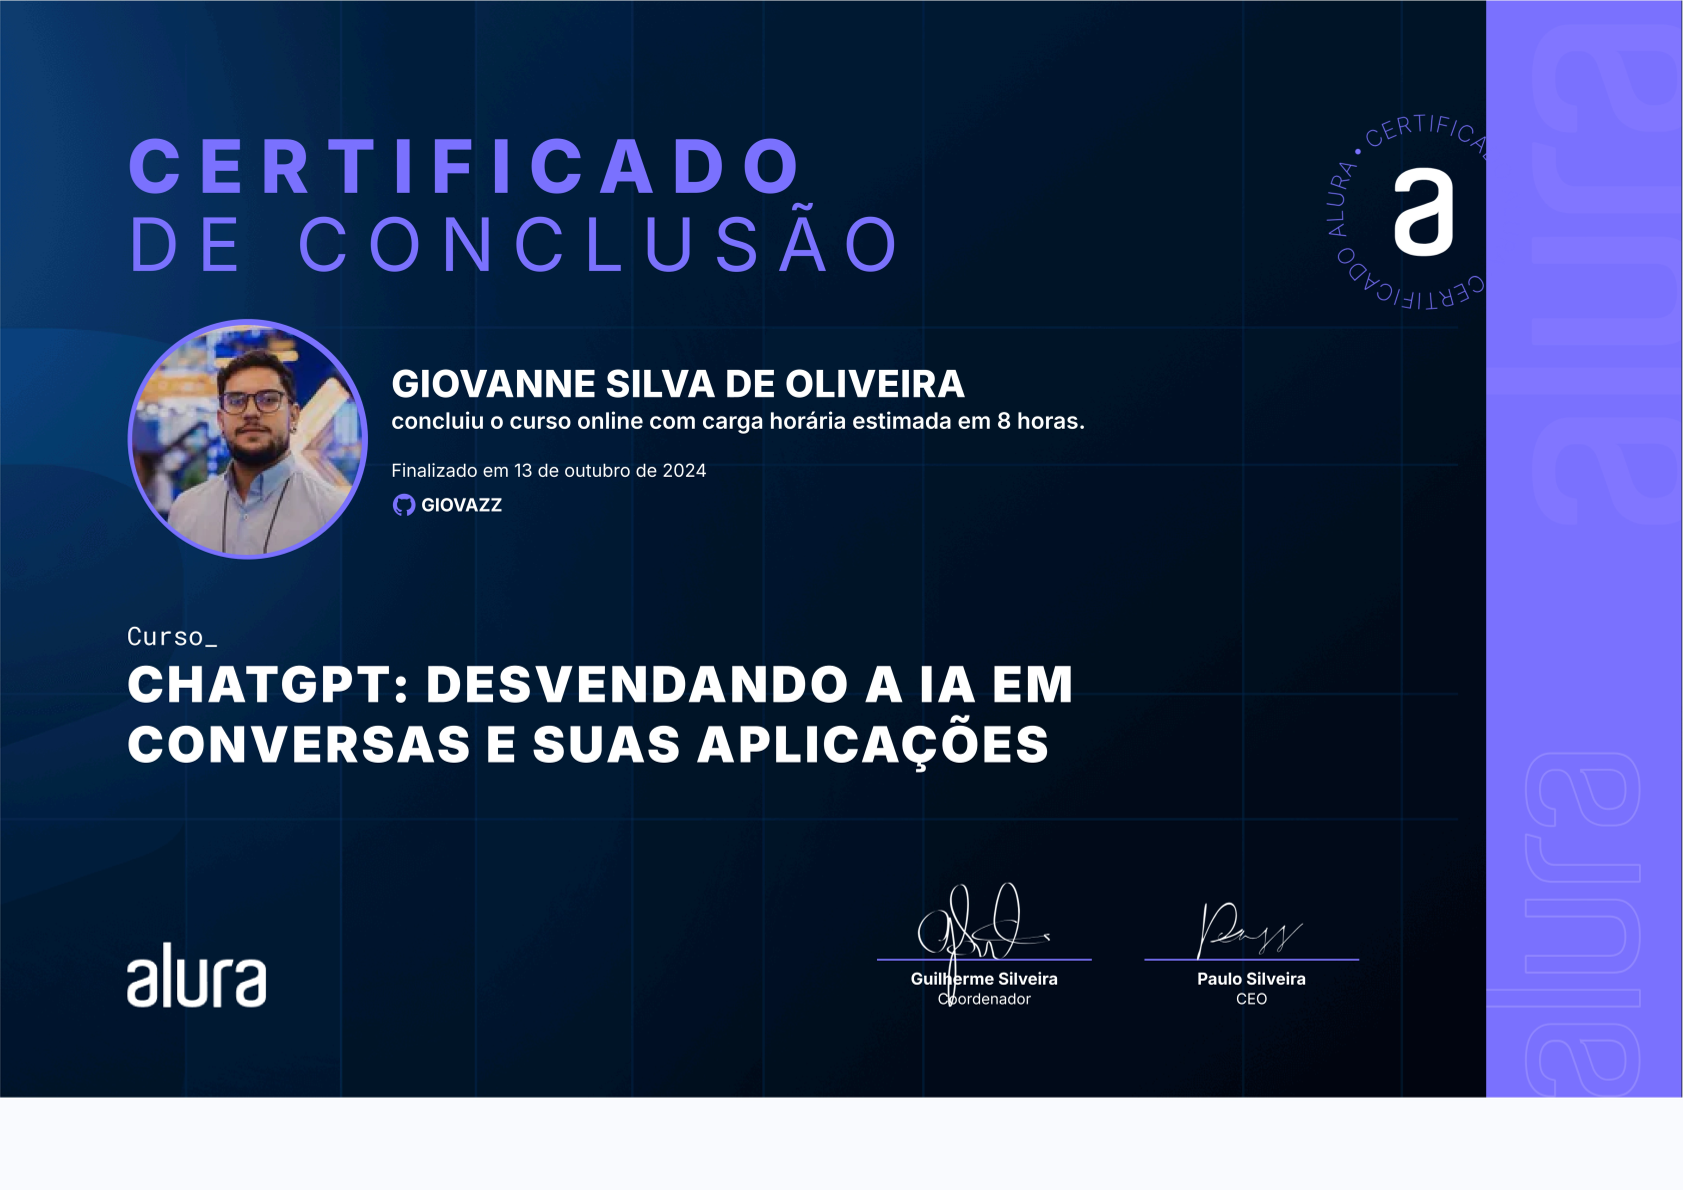 CERTIFICADO
DE CONCLUSÃO
CERTIFICADO ALURA • CERTIFICA
a
GIOVANNE SILVA DE OLIVEIRA
concluiu o curso online com carga horária estimada em 8 horas.
Finalizado em 13 de outubro de 2024
GIOVAZZ
Curso_
CHATGPT: DESVENDANDO A IA EM
CONVERSAS E SUAS APLICAÇÕES
alura
Guilherme Silveira
Coordenador
Paulo Silveira
CEO
alura
alura